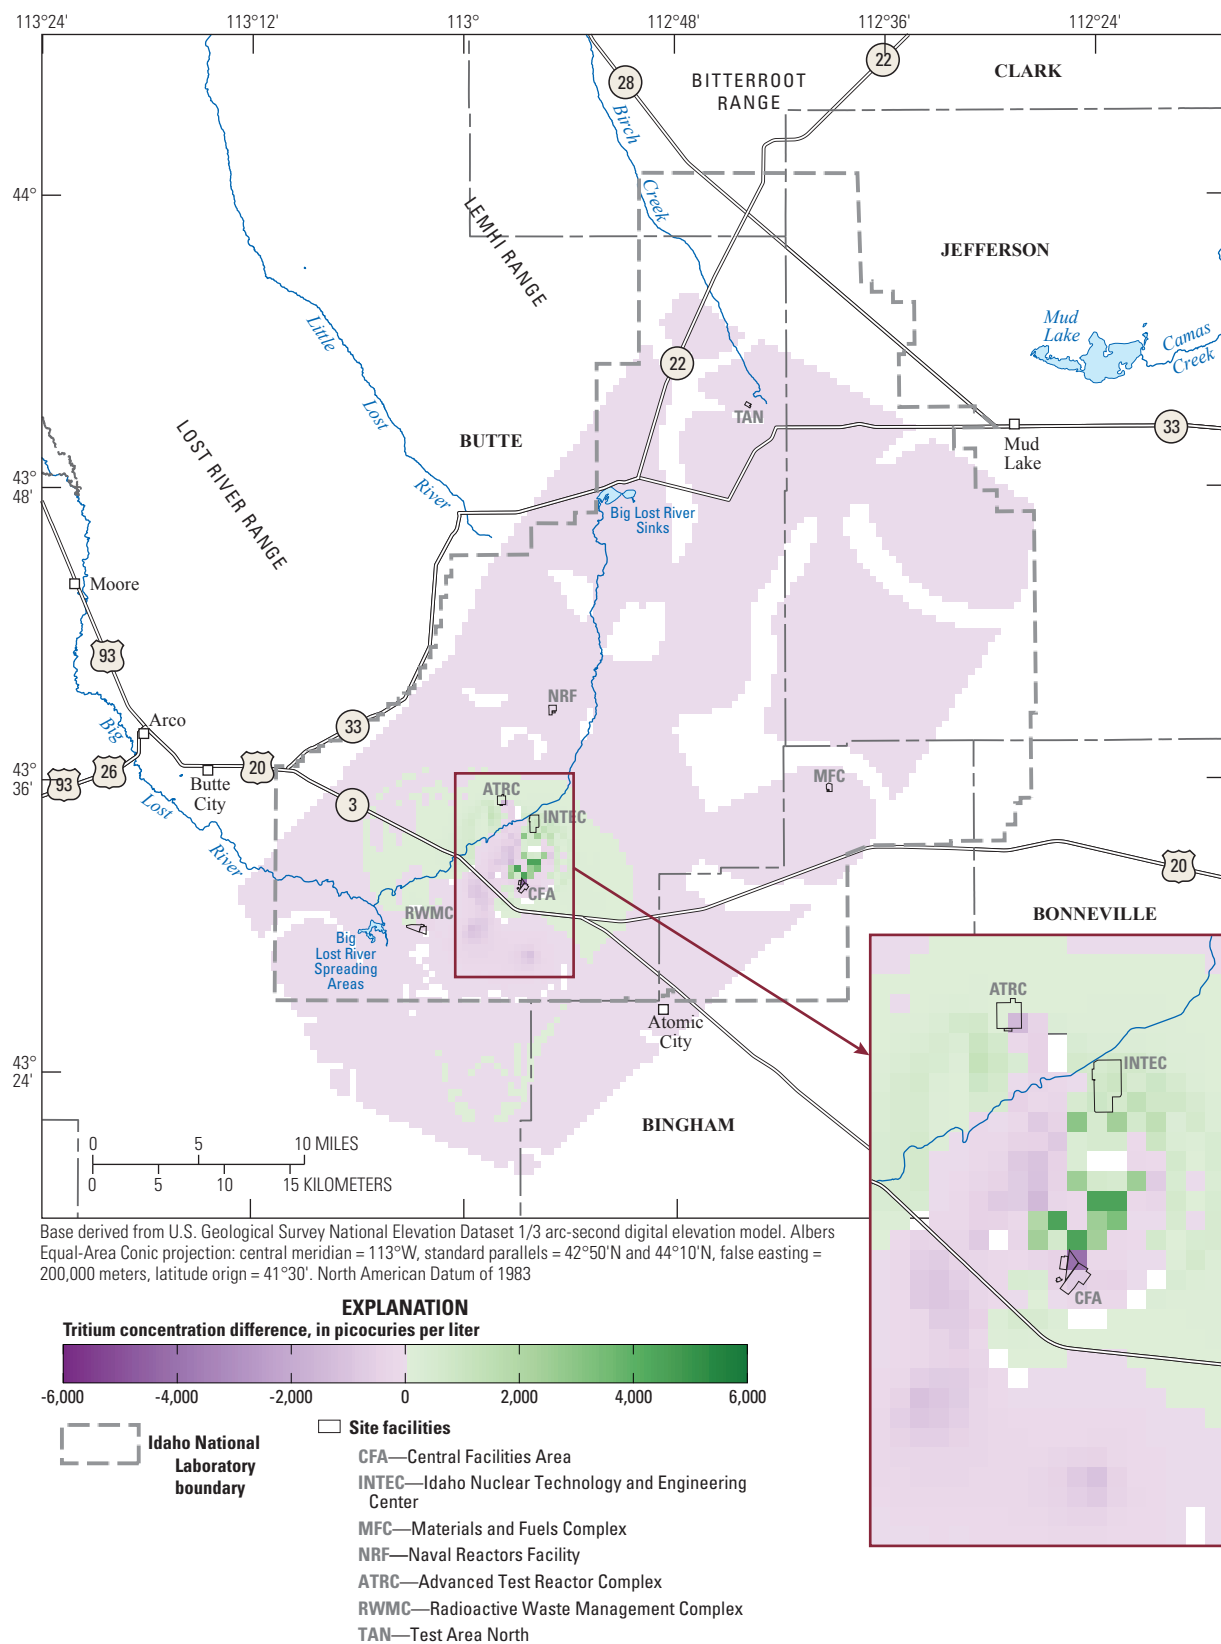 113°24' 113°12' 113° 112°48' 112°36' 112°24'
22
CLARK
28
BITTERROOT
RANGE
Birch
Creek
44°
LEMHI RANGE
JEFFERSON
Little
Lost
River
Mud
Lake
Camas
Creek
22
TAN
LOST RIVER RANGE
BUTTE
33
Mud
Lake
43°
48'
Big Lost River
Sinks
Moore
93
NRF
Big
Lost
River
Arco
33
43°
36'
93
26
20
Butte
City
MFC
3
ATRC
INTEC
20
CFA
RWMC
BONNEVILLE
Big
Lost River
Spreading
Areas
ATRC
Atomic
City
43°
24'
INTEC
BINGHAM
0 5 10 MILES
0 5 10 15 KILOMETERS
CFA
Base derived from U.S. Geological Survey National Elevation Dataset 1/3 arc-second digital elevation model. Albers
Equal-Area Conic projection: central meridian = 113°W, standard parallels = 42°50'N and 44°10'N, false easting =
200,000 meters, latitude orign = 41°30'. North American Datum of 1983
EXPLANATION
Tritium concentration difference, in picocuries per liter
-6,000 -4,000 -2,000 0 2,000 4,000 6,000
Idaho National
Laboratory
boundary
Site facilities
CFA—Central Facilities Area
INTEC—Idaho Nuclear Technology and Engineering
Center
MFC—Materials and Fuels Complex
NRF—Naval Reactors Facility
ATRC—Advanced Test Reactor Complex
RWMC—Radioactive Waste Management Complex
TAN—Test Area North